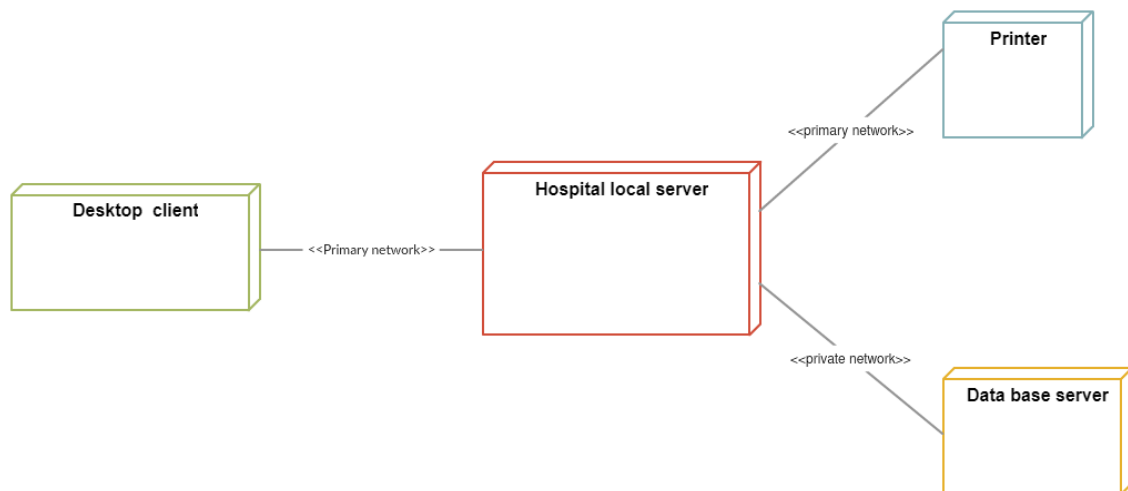 Printer
<<primary network>>
Hospital local server
Desktop  client
<<Primary network>>
<<private network>>
Data base server